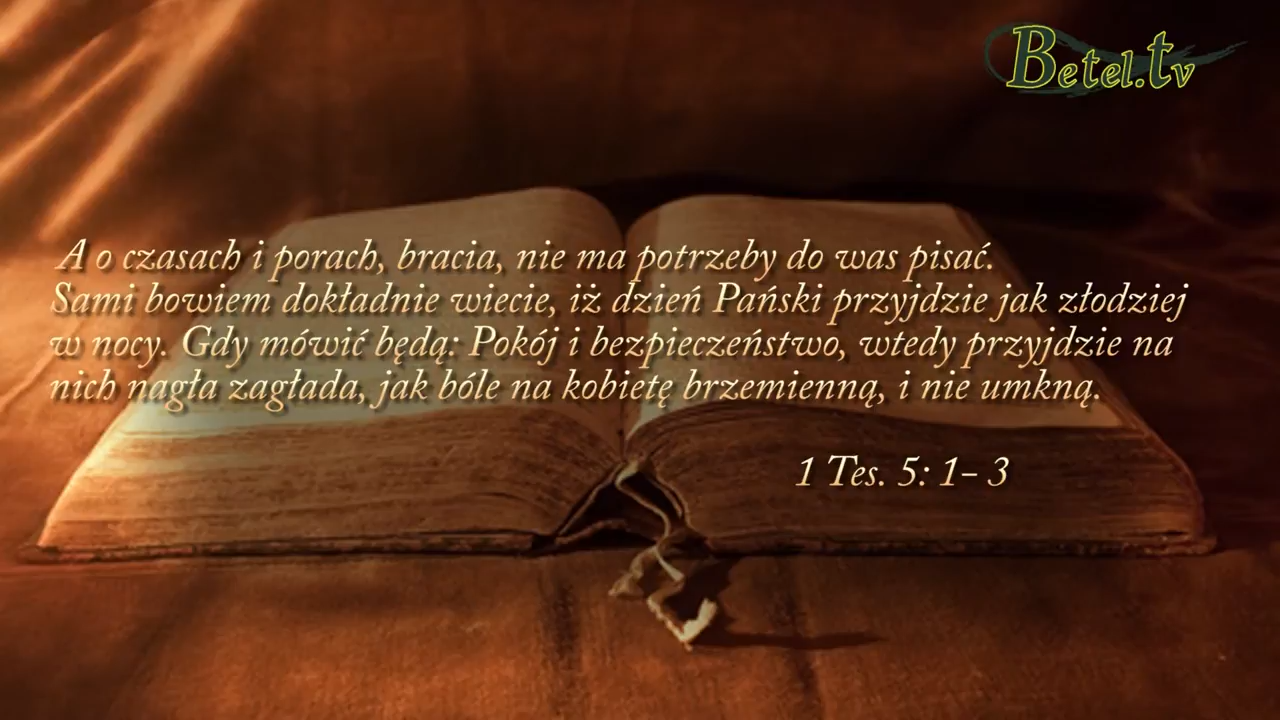 Betel.tv
A o czasach i porach, bracia, nie ma potrzeby do was pisać.
Sami bowiem dokładnie wiecie, iż dzień Pański przyjdzie jak złodziej
w nocy. Gdy mówić będą: Pokój i bezpieczeństwo, wtedy przyjdzie na
nich nagła zagłada, jak bóle na kobietę brzemienną, i nie umkną.
1 Tes. 5: 1- 3